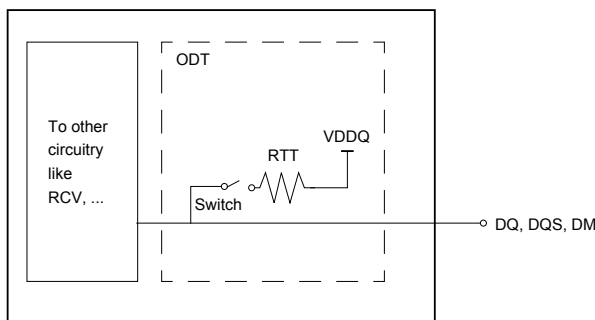 ODT
To other
circuitry
like
RCV, ...
VDDQ
RTT
Switch
DQ, DQS, DM